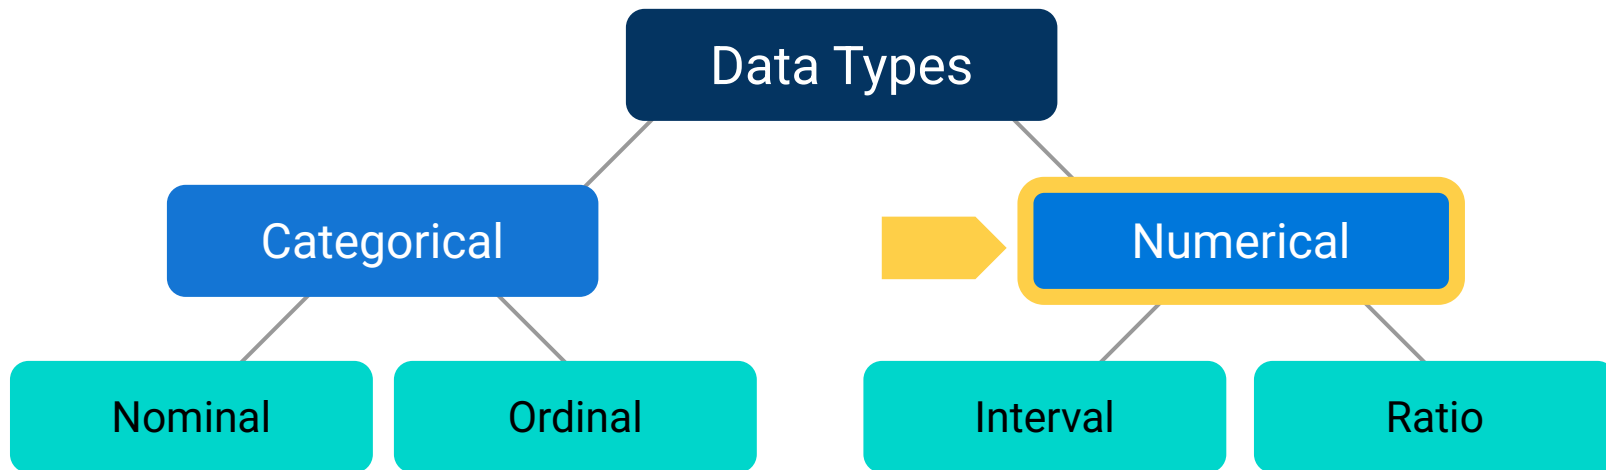 Data Types
Categorical
Numerical
Nominal
Ordinal
Interval
Ratio